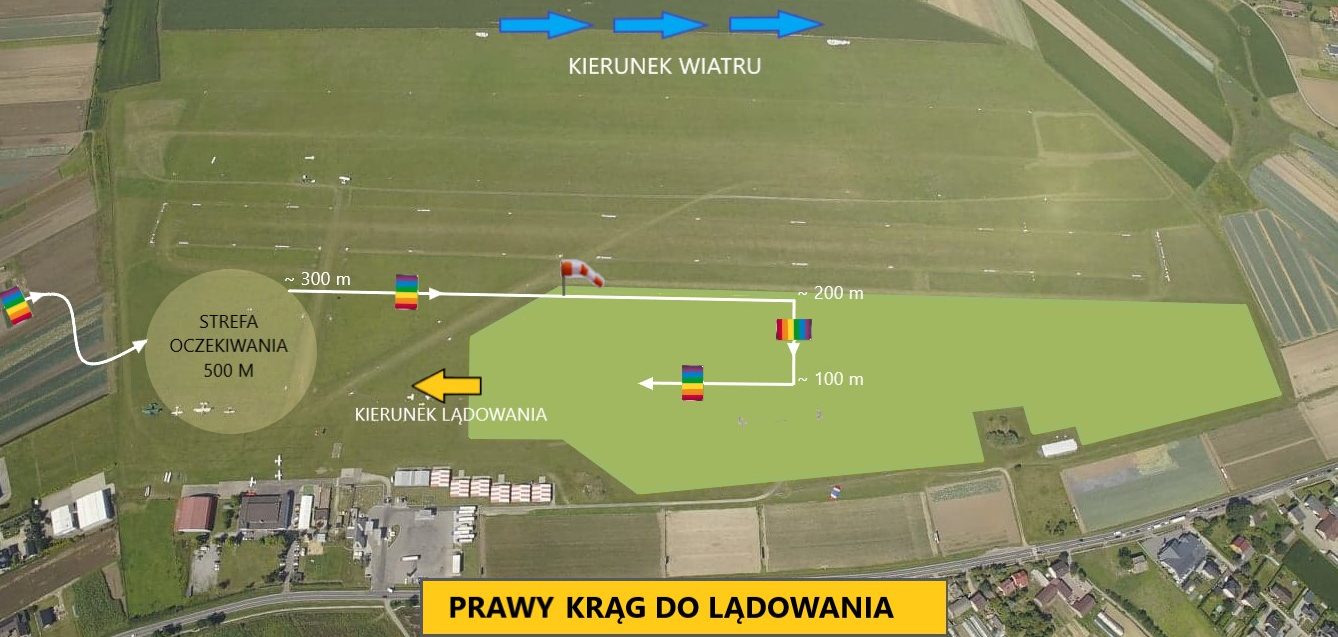 KIERUNEK WIATRU
~ 300 m
~ 200 m
STREFA
OCZEKIWANIA
500 M
~ 100 m
KIERUNEK LĄDOWANIA
PRAWY KRĄG DO LĄDOWANIA